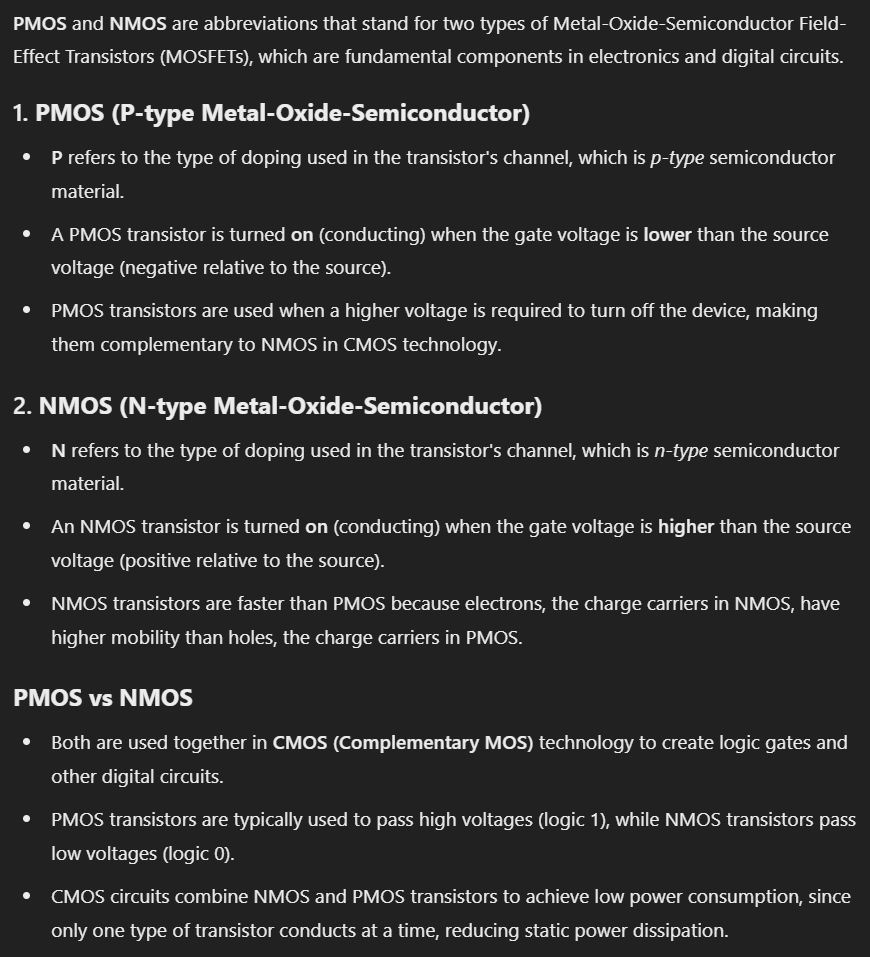 PMOS and NMOS are abbreviations that stand for two types of Metal-Oxide-Semiconductor Field-
Effect Transistors (MOSFETs), which are fundamental components in electronics and digital circuits.
1. PMOS (P-type Metal-Oxide-Semiconductor)
• P refers to the type of doping used in the transistor's channel, which is p-type semiconductor
material.
• A PMOS transistor is turned on (conducting) when the gate voltage is lower than the source
voltage (negative relative to the source).
• PMOS transistors are used when a higher voltage is required to turn off the device, making
them complementary to NMOS in CMOS technology.
2. NMOS (N-type Metal-Oxide-Semiconductor)
• N refers to the type of doping used in the transistor's channel, which is n-type semiconductor
material.
• An NMOS transistor is turned on (conducting) when the gate voltage is higher than the source
voltage (positive relative to the source).
• NMOS transistors are faster than PMOS because electrons, the charge carriers in NMOS, have
higher mobility than holes, the charge carriers in PMOS.
PMOS vs NMOS
• Both are used together in CMOS (Complementary MOS) technology to create logic gates and
other digital circuits.
• PMOS transistors are typically used to pass high voltages (logic 1), while NMOS transistors pass
low voltages (logic 0).
• CMOS circuits combine NMOS and PMOS transistors to achieve low power consumption, since
only one type of transistor conducts at a time, reducing static power dissipation.